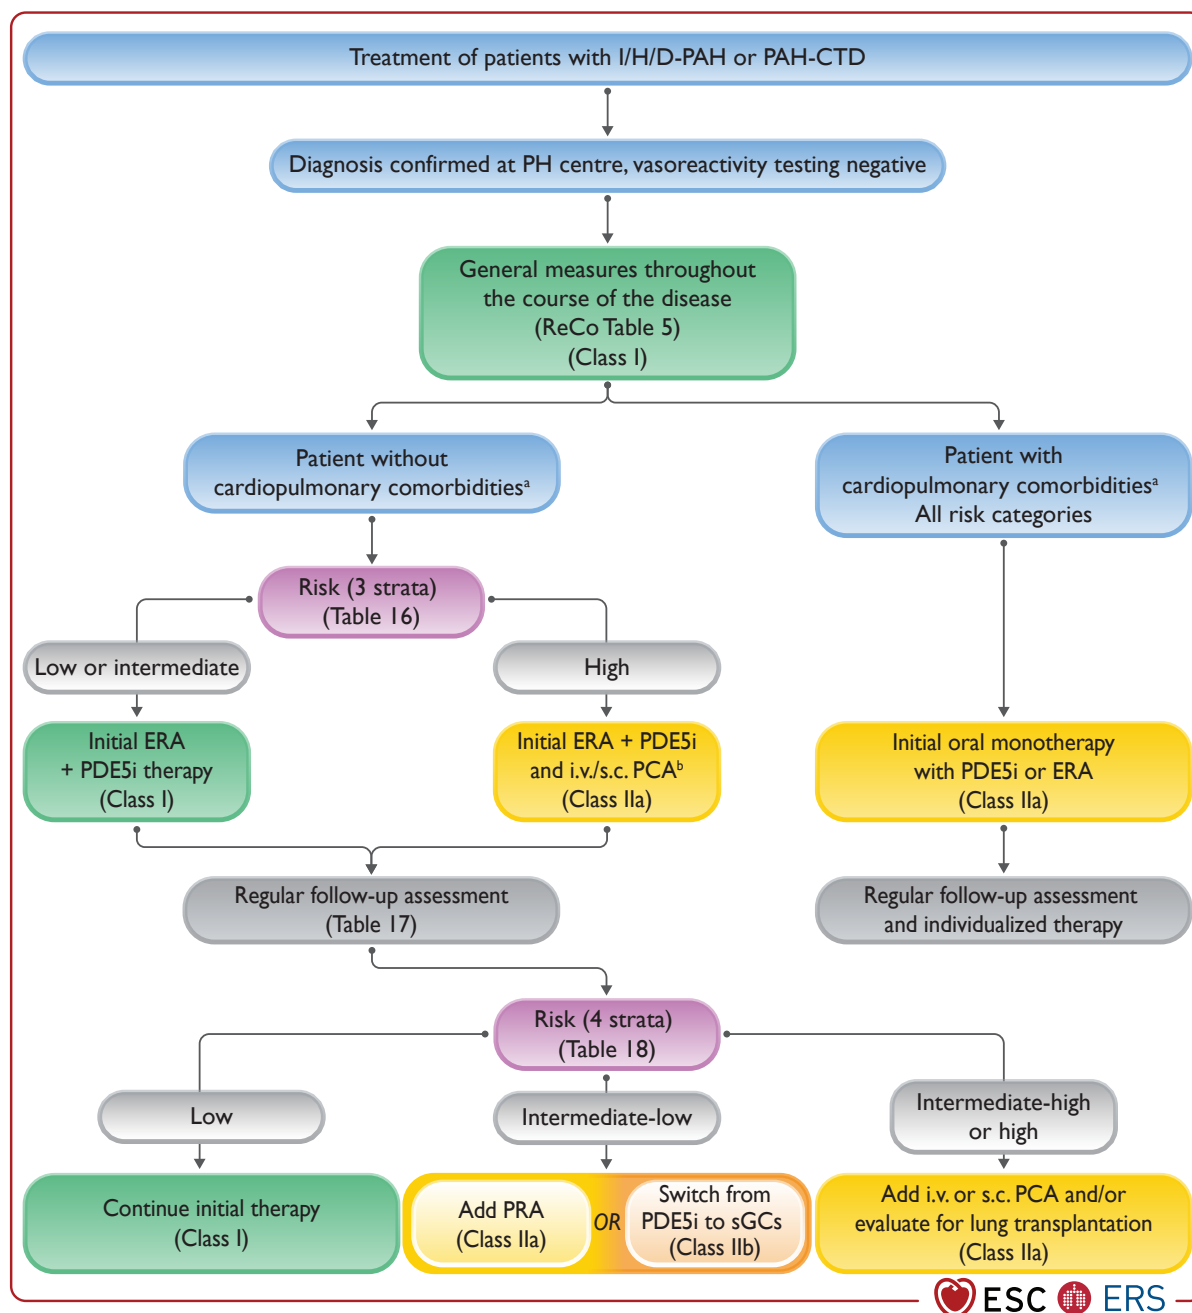 Treatment of patients with I/H/D-PAH or PAH-CTD
Diagnosis confirmed at PH centre, vasoreactivity testing negative
General measures throughout
the course of the disease
(ReCo Table 5)
(Class I)
Patient without
cardiopulmonary comorbiditiesᵃ
Patient with
cardiopulmonary comorbiditiesᵃ
All risk categories
Risk (3 strata)
(Table 16)
Low or intermediate
High
Initial ERA
+ PDE5i therapy
(Class I)
Initial ERA + PDE5i
and i.v./s.c. PCAᵇ
(Class IIa)
Initial oral monotherapy
with PDE5i or ERA
(Class IIa)
Regular follow-up assessment
(Table 17)
Regular follow-up assessment
and individualized therapy
Risk (4 strata)
(Table 18)
Low
Intermediate-low
Intermediate-high
or high
Continue initial therapy
(Class I)
Add PRA
(Class IIa)
OR
Switch from
PDE5i to sGCs
(Class IIb)
Add i.v. or s.c. PCA and/or
evaluate for lung transplantation
(Class IIa)
ESC ERS